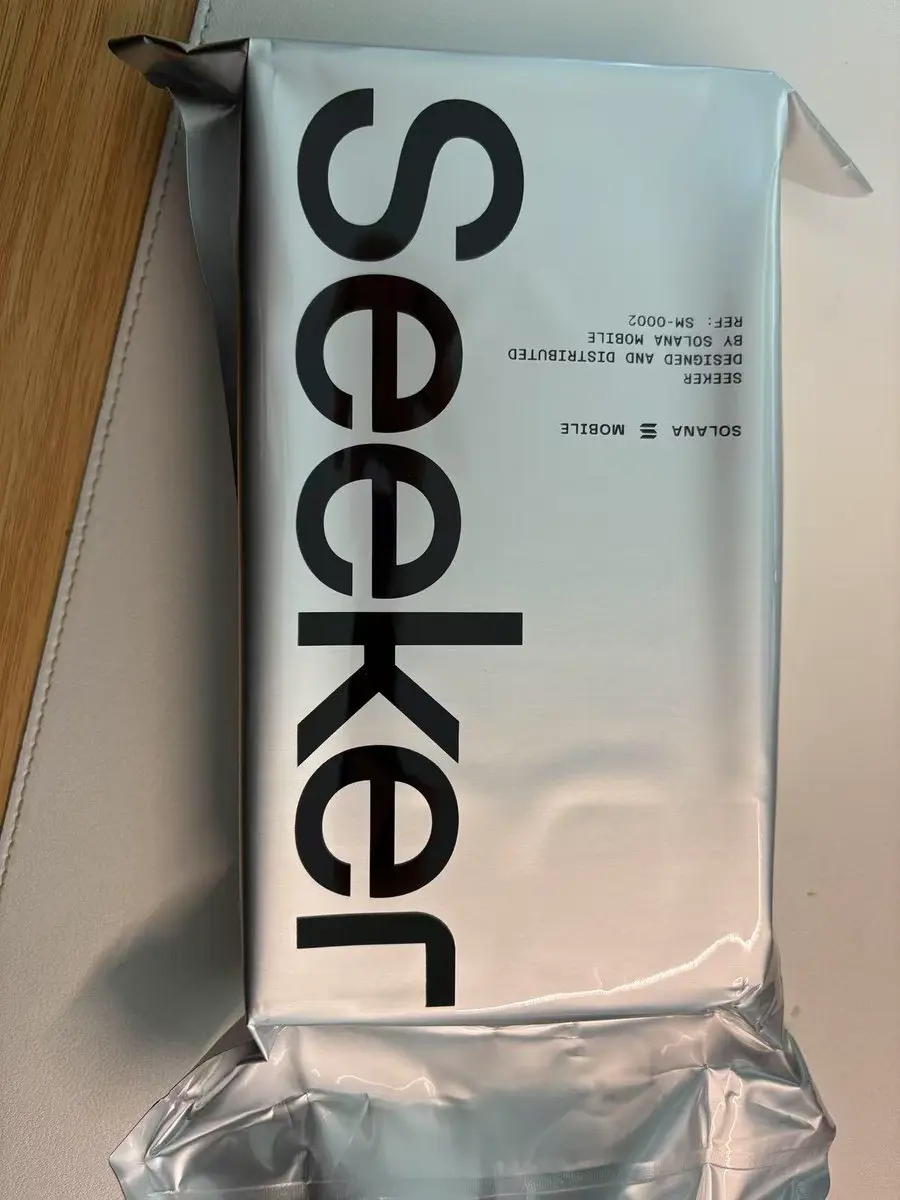 Seeker
SOLANA MOBILE
SEEKER
DESIGNED AND DISTRIBUTED
BY SOLANA MOBILE
REF: SM-0002